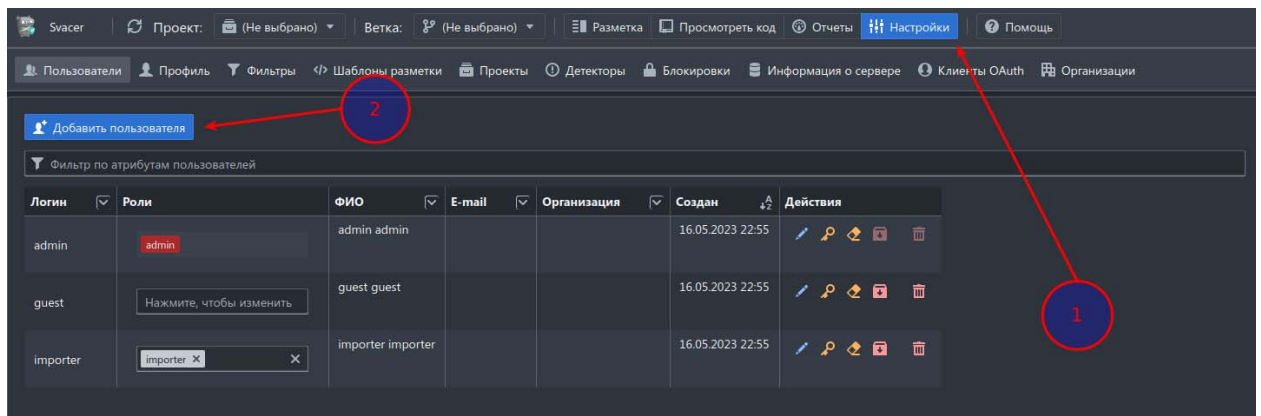 Svacer Проект: (Не выбрано) Ветка: (Не выбрано) Разметка Просмотреть код Отчеты Настройки Помощь
Пользователи Профиль Фильтры Шаблоны разметки Проекты Детекторы Блокировки Информация о сервере Клиенты OAuth Организации
2
Добавить пользователя
Фильтр по атрибутам пользователей
Логин Роли ФИО E-mail Организация Создан Действия
admin admin admin admin 16.05.2023 22:55
guest Нажмите, чтобы изменить guest guest 16.05.2023 22:55
1
importer importer importer importer 16.05.2023 22:55